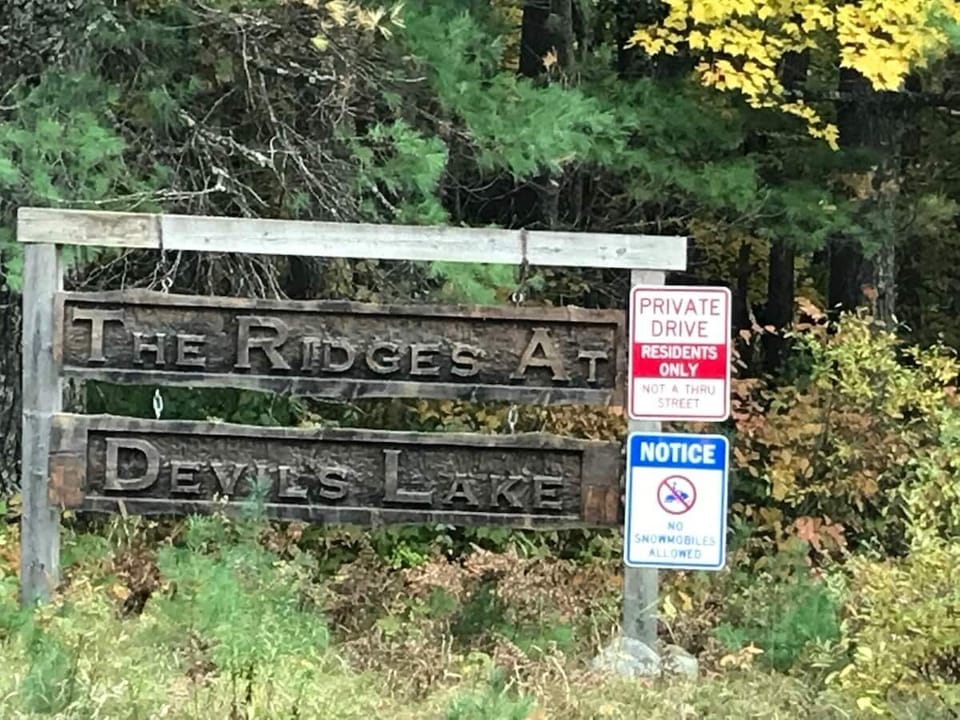 THE RIDGES AT
DEVILS LAKE
PRIVATE
DRIVE
RESIDENTS
ONLY
NOT A THRU
STREET
NOTICE
NO
SNOWMOBILES
ALLOWED